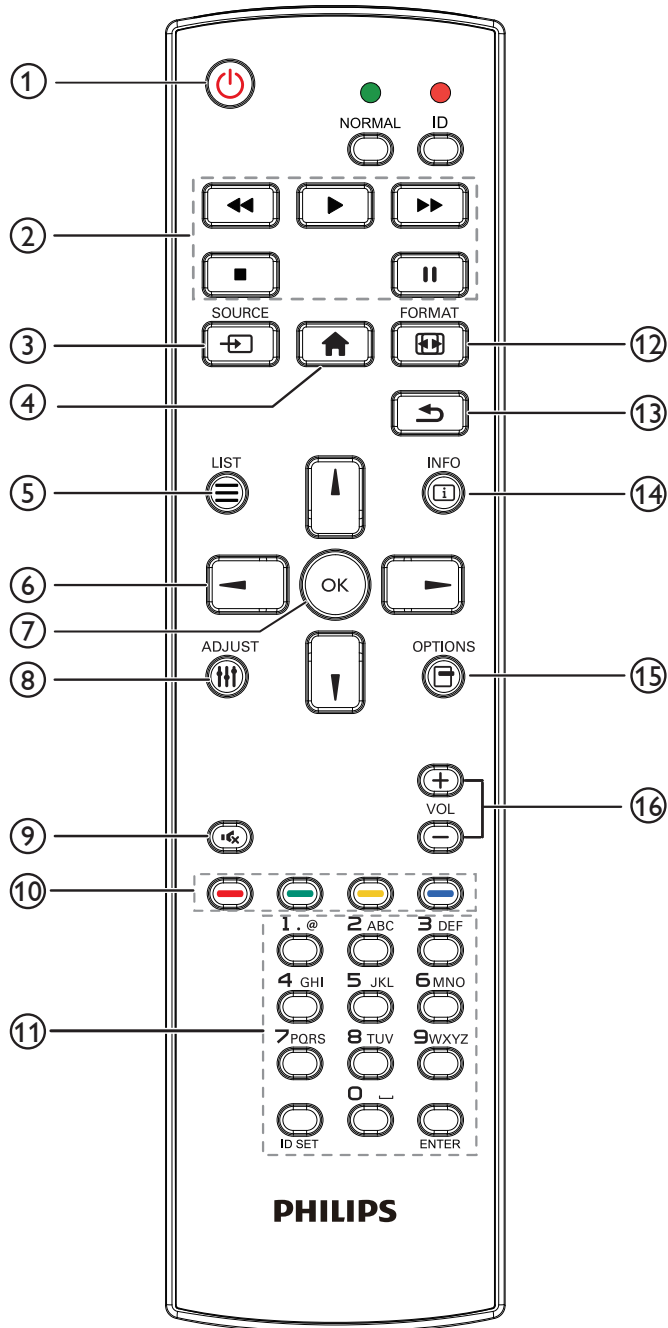 1
NORMAL ID
2
SOURCE FORMAT
3 12
4
13
LIST INFO
5 14
6 OK
7
ADJUST OPTIONS
8 15
VOL 16
9
10
1 . @ 2 ABC 3 DEF
4 GHI 5 JKL 6 MNO
11
7 PQRS 8 TUV 9 WXYZ
0
ID SET ENTER
PHILIPS